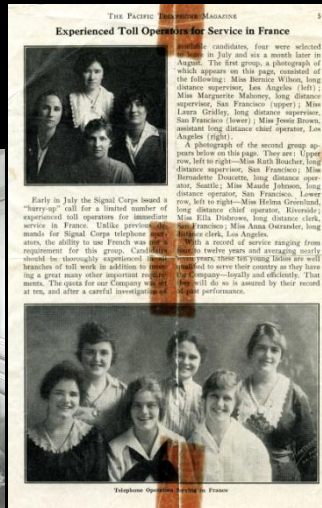 THE PACIFIC TELEPHONE MAGAZINE 5
Experienced Toll Operators for Service in France
available candidates, four were selected
to leave in July and six a month later in
August. The first group, a photograph of
which appears on this page, consisted of
the following: Miss Bernice Wilson, long
distance supervisor, Los Angeles (left);
Miss Marguerite Mahoney, long distance
supervisor, San Francisco (upper); Miss
Laura Gridley, long distance supervisor,
San Francisco (lower); Miss Jessie Brown,
assistant long distance chief operator, Los
Angeles (right).
A photograph of the second group ap-
pears below on this page. They are: Upper
row, left to right—Ruth Boucher, long
distance supervisor, San Francisco; Miss
Bernadette Doucette, long distance oper-
ator, Seattle; Miss Maude Johnson, long
distance operator, San Francisco. Lower
row, left to right—Miss Helma Greenlund,
long distance chief operator, Riverside;
Miss Ella Disbrowe, long distance clerk,
San Francisco; Miss Anna Ostrander, long
distance clerk, Los Angeles.
With a record of service ranging from
four to twelve years and averaging nearly
years, these ten young ladies are well
qualified to serve their country as they have
the Company—loyally and efficiently. That
they will do so is assured by their record
of past performance.
Early in July the Signal Corps issued a
"hurry-up" call for a limited number of
experienced toll operators for immediate
service in France. Unlike previous de-
mands for Signal Corps telephone oper-
ators, the ability to use French was not a
requirement for this group. Candidates
should be thoroughly experienced in all
branches of toll work in addition to
ing a great many other important require-
ments. The quota for our Company was set
at ten, and after a careful investigation of
Telephone Operators Serving in France